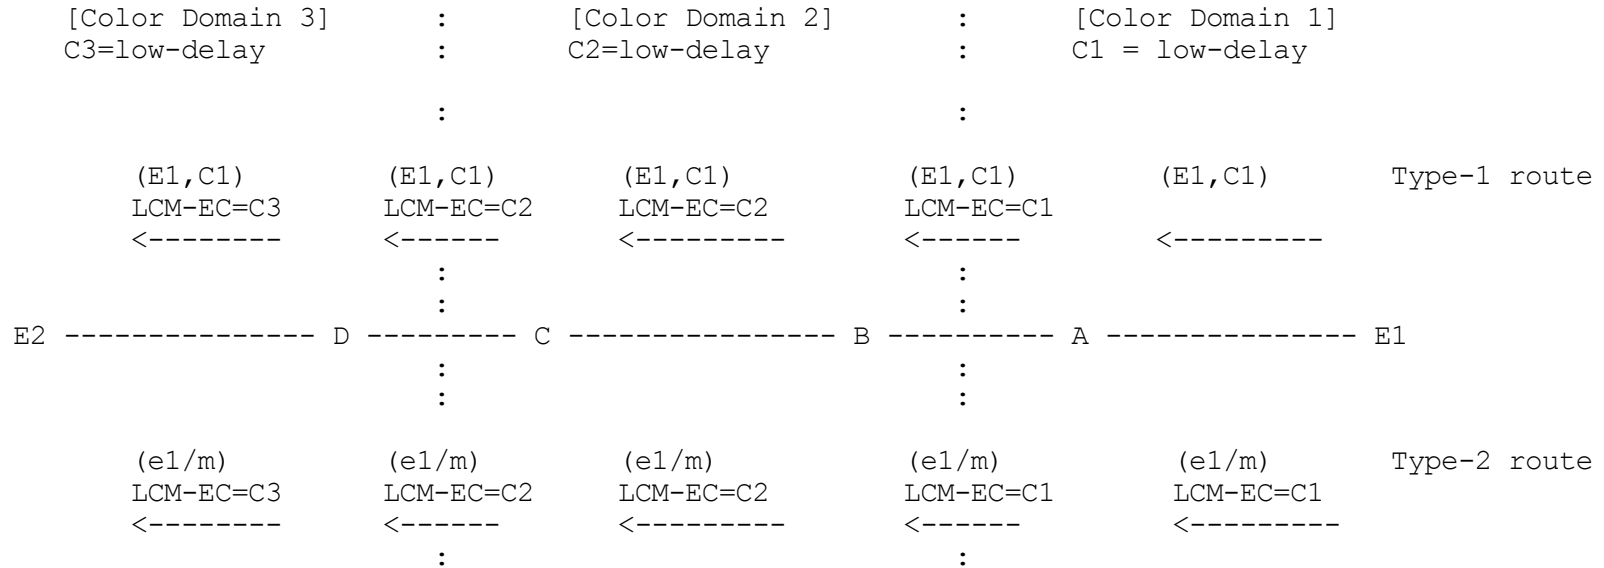 [Color Domain 3]       :       [Color Domain 2]        :       [Color Domain 1]
C3=low-delay           :       C2=low-delay            :       C1 = low-delay
:                                :
(E1,C1)         (E1,C1)        (E1,C1)           (E1,C1)         (E1,C1)        Type-1 route
LCM-EC=C3       LCM-EC=C2      LCM-EC=C2         LCM-EC=C1
<--------       <------        <---------        <------         <---------
:                                :
:                                :
E2 --------------- D --------- C ---------------- B ---------- A --------------- E1
:                                :
:                                :
(e1/m)          (e1/m)         (e1/m)            (e1/m)           (e1/m)        Type-2 route
LCM-EC=C3       LCM-EC=C2      LCM-EC=C2         LCM-EC=C1        LCM-EC=C1
<--------       <------        <---------        <------          <---------
:                                :